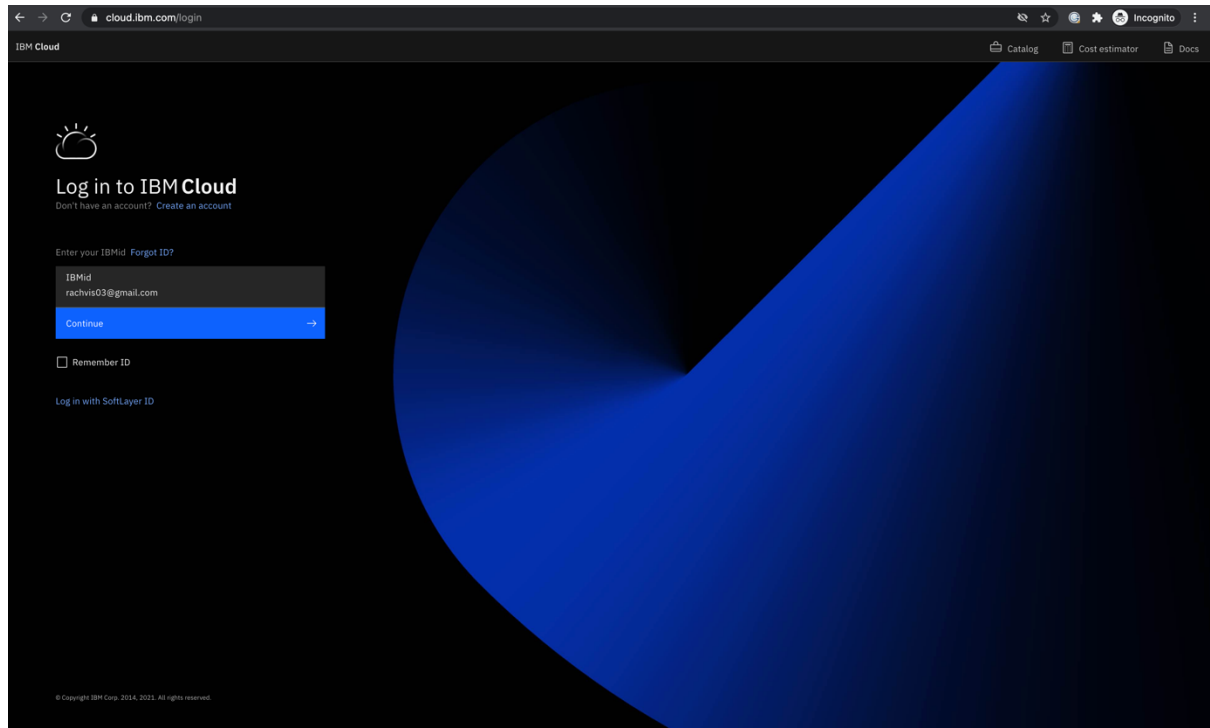 cloud.ibm.com/login
Incognito
IBM Cloud
Catalog
Cost estimator
Docs
Log in to IBM Cloud
Don't have an account? Create an account
Enter your IBMid Forgot ID?
IBMid
rachvis03@gmail.com
Continue
Remember ID
Log in with SoftLayer ID
© Copyright IBM Corp. 2014, 2021. All rights reserved.